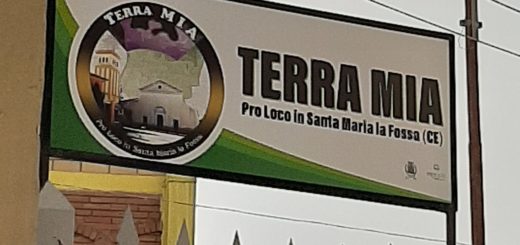 TERRA MIA
Pro Loco in Santa Maria la Fossa
TERRA MIA
Pro Loco in Santa Maria la Fossa (CE)